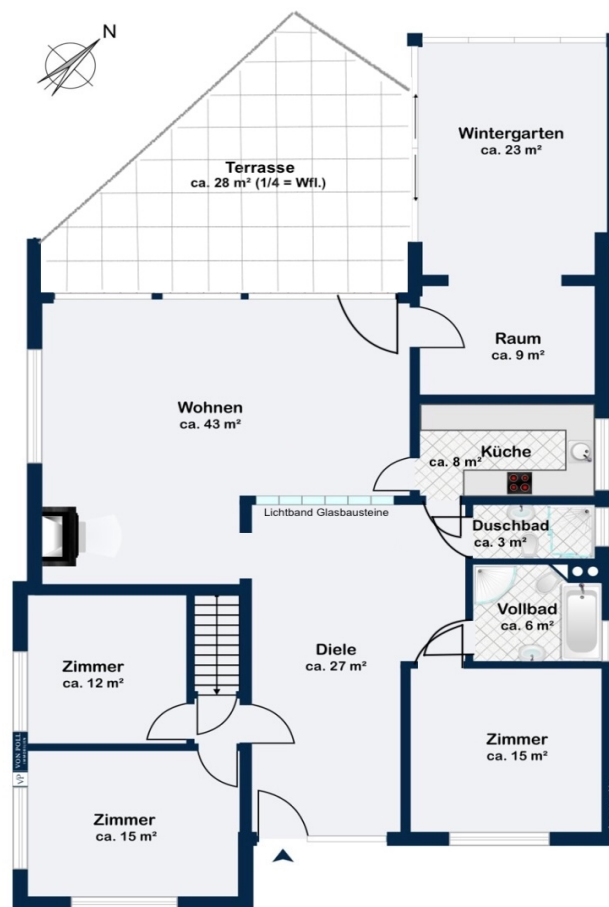 N
Wintergarten
ca. 23 m²
Terrasse
ca. 28 m² (1/4 = Wfl.)
Raum
ca. 9 m²
Wohnen
ca. 43 m²
Küche
ca. 8 m²
Lichtband Glasbausteine
Duschbad
ca. 3 m²
Vollbad
ca. 6 m²
Diele
ca. 27 m²
Zimmer
ca. 12 m²
Zimmer
ca. 15 m²
VON POLL
VP
Zimmer
ca. 15 m²